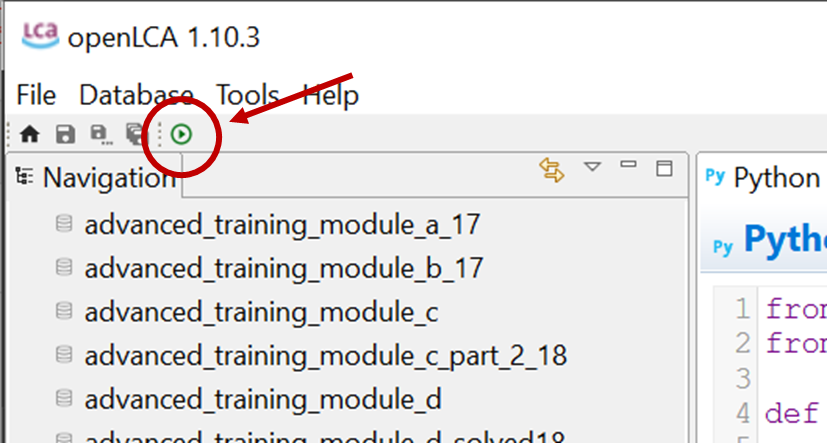 LCA
openLCA 1.10.3
File Database Tools Help
Navigation
advanced_training_module_a_17
advanced_training_module_b_17
advanced_training_module_c
advanced_training_module_c_part_2_18
advanced_training_module_d
advanced_training_module_d_solved18
Py Python
Py Pytho
1 from
2 from
3
4 def
5